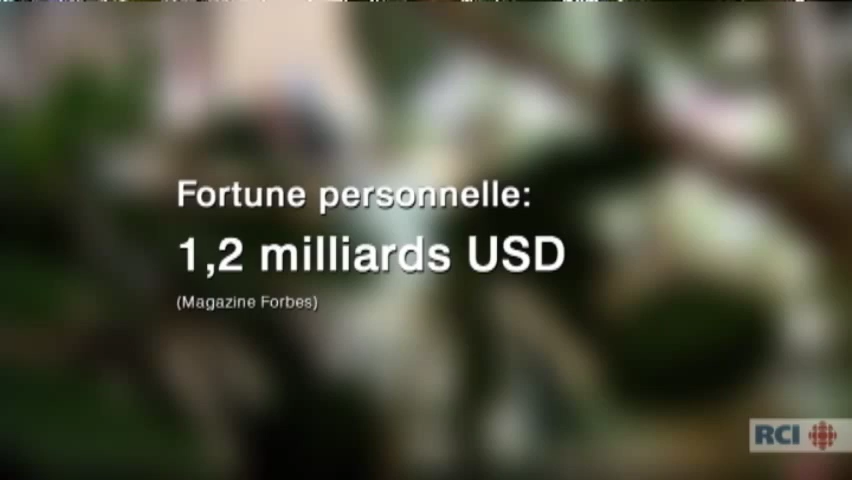 Fortune personnelle:
1,2 milliards USD
(Magazine Forbes)
RCI